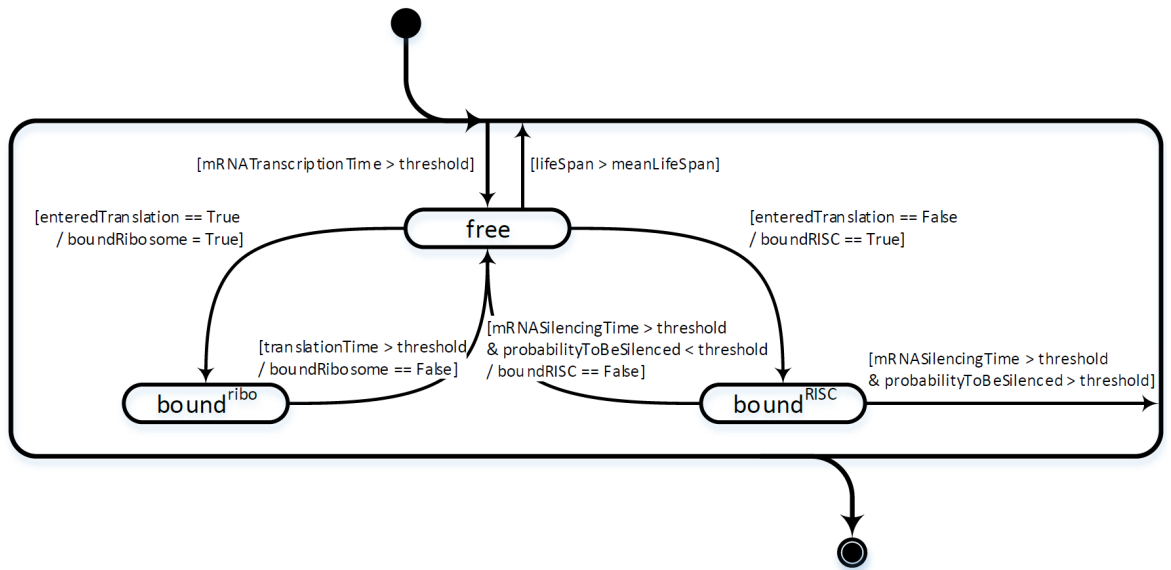 [mRNATranscriptionTime > threshold]
[lifeSpan > meanLifeSpan]
[enteredTranslation == True
/ boundRibosome = True]
free
[enteredTranslation == False
/ boundRISC == True]
[translationTime > threshold
/ boundRibosome == False]
[mRNASilencingTime > threshold
& probabilityToBeSilenced < threshold
/ boundRISC == False]
[mRNASilencingTime > threshold
& probabilityToBeSilenced > threshold]
bound^ribo
bound^RISC